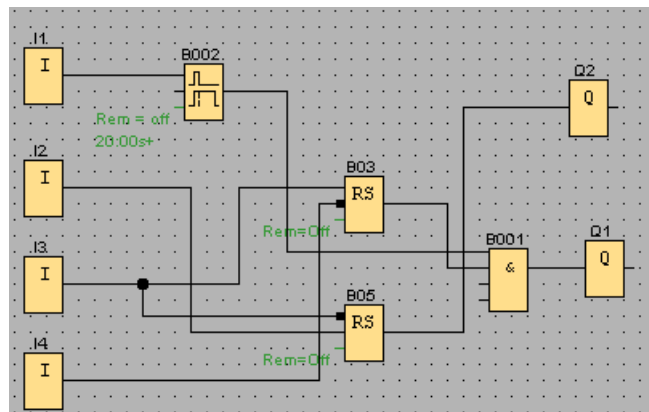 I1
I
B002
Rem = off
20:00s+
Q2
Q
I2
I
B03
RS
Rem=Off
I3
I
B001
&
Q1
Q
B05
RS
Rem=Off
I4
I